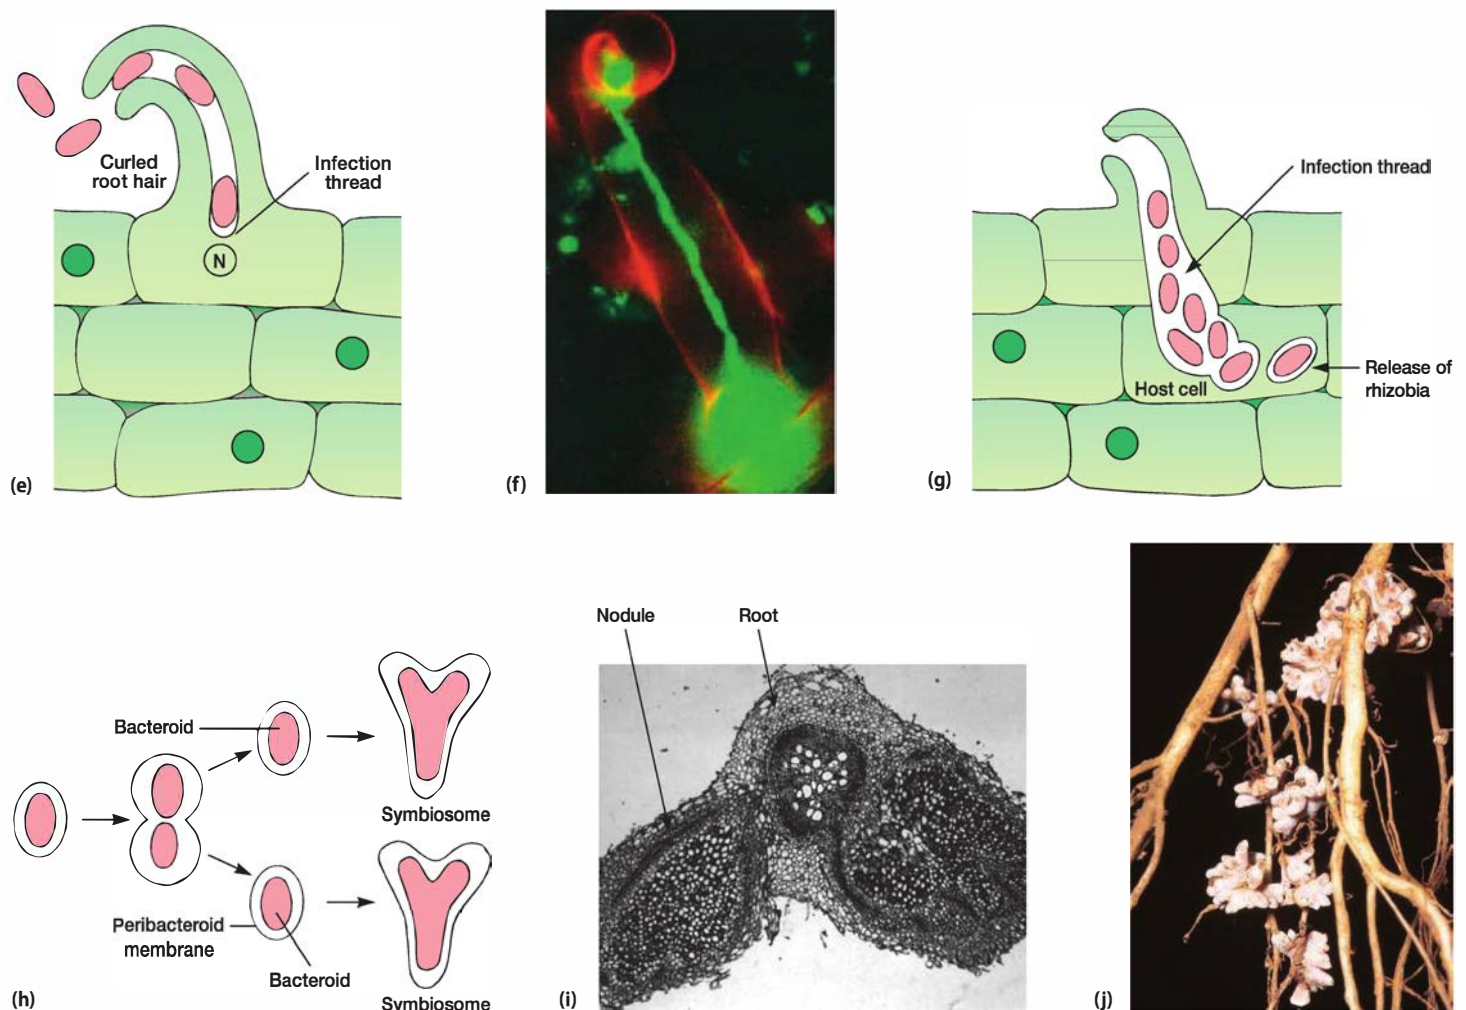 Curled
root hair
Infection
thread
N
(e)
(f)
Infection thread
Host cell
Release of
rhizobia
(g)
Bacteroid
Symbiosome
Peribacteroid
membrane
Bacteroid
Symbiosome
(h)
Nodule
Root
(i)
(j)